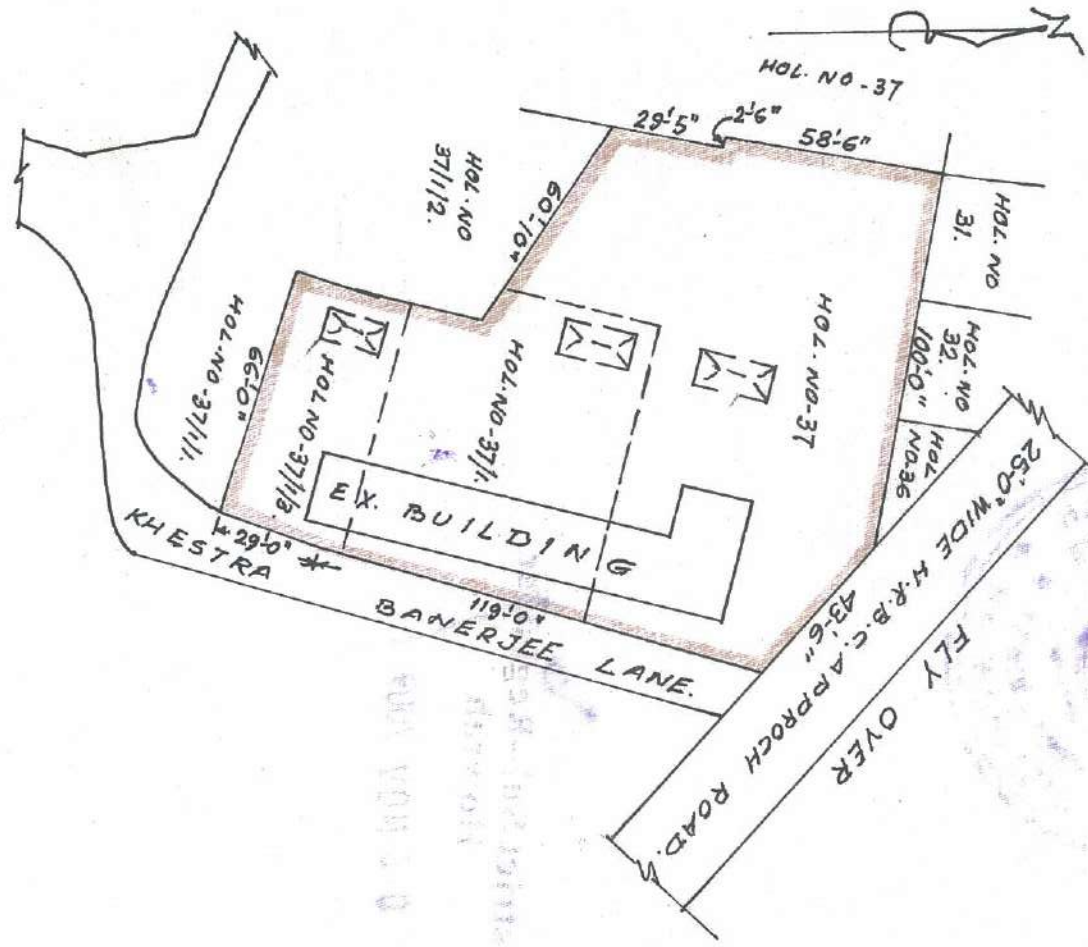 N
HOL. NO - 37
29'-5"
2'-6"
58'-6"
HOL. NO
37/1/2.
60'-10"
HOL. NO
31.
HOL. NO
32.
100'-0"
HOL
NO-36
HOL. NO-37
HOL. NO-37/1.
HOL NO-37/1/3
HOL. NO-37/1/1.
66'-0"
EX. BUILDING
29'-0"
119'-0"
KHESTRA BANERJEE LANE.
43'-6"
25'-0" WIDE H.R.B.C. APPROCH ROAD.
FLY OVER